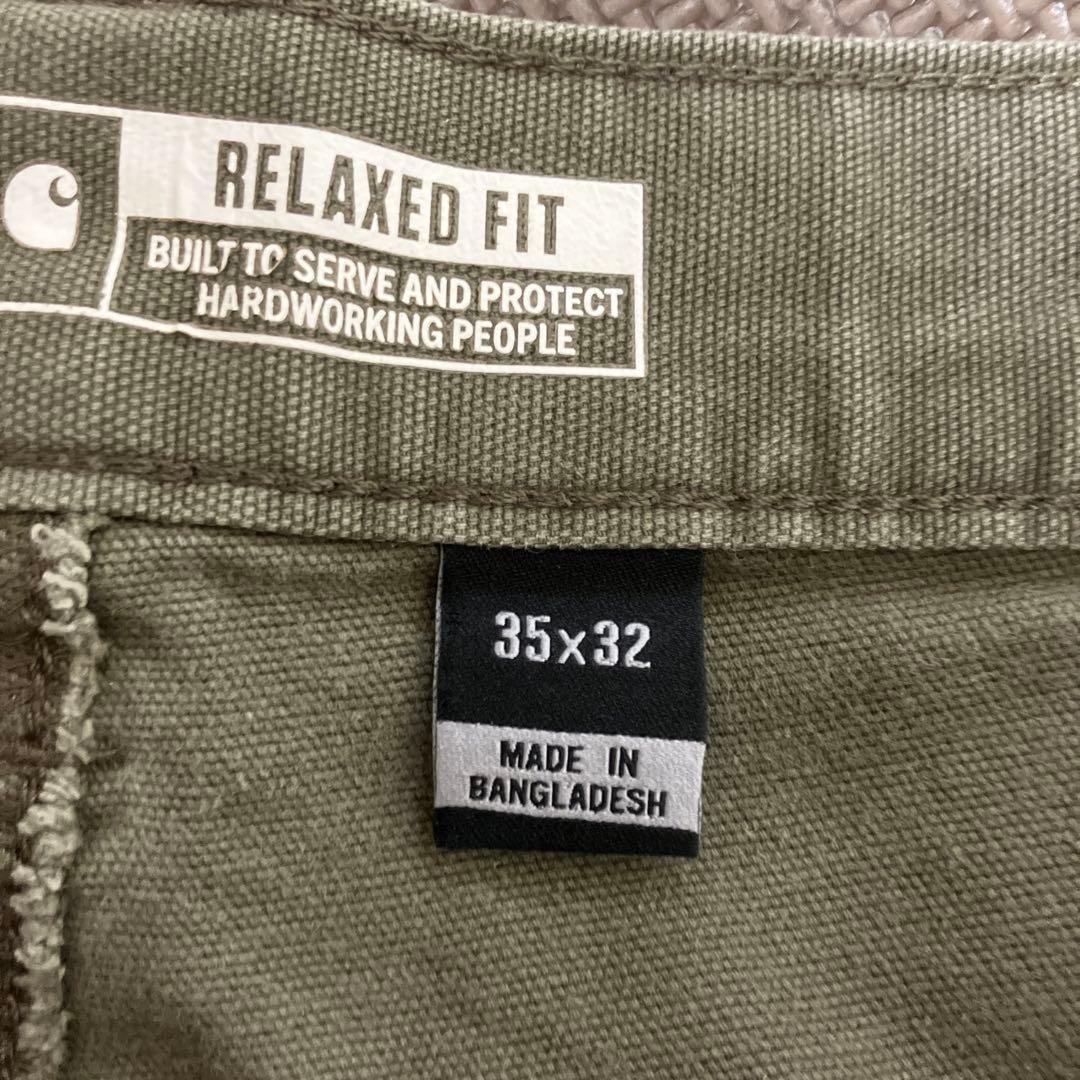 RELAXED FIT
BUILT TO SERVE AND PROTECT
HARDWORKING PEOPLE
35x32
MADE IN
BANGLADESH